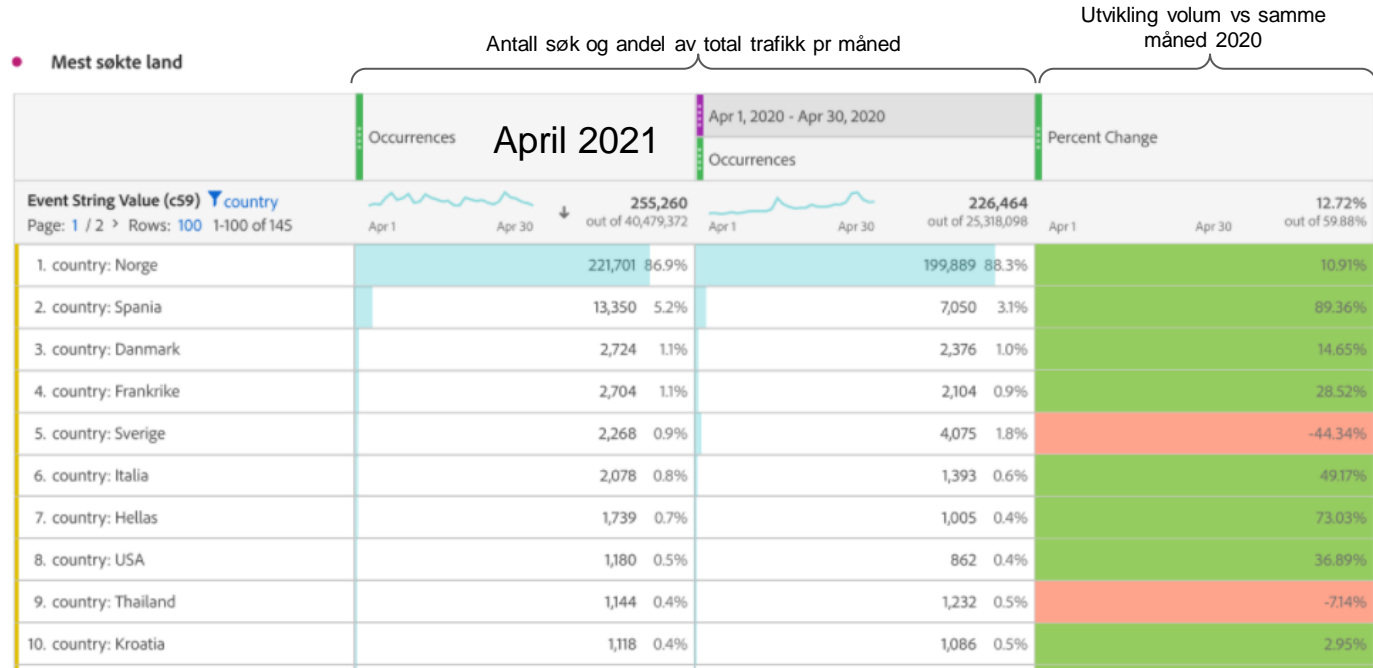 Utvikling volum vs samme
måned 2020
Antall søk og andel av total trafikk pr måned
Mest søkte land
Occurrences April 2021
Apr 1, 2020 - Apr 30, 2020
Occurrences
Percent Change
Event String Value (c59) country
Page: 1 / 2 > Rows: 100 1-100 of 145
Apr 1 Apr 30 255,260
out of 40,479,372
Apr 1 Apr 30 226,464
out of 25,318,098
Apr 1 Apr 30 12.72%
out of 59.88%
1. country: Norge 221,701 86.9% 199,889 88.3% 10.91%
2. country: Spania 13,350 5.2% 7,050 3.1% 89.36%
3. country: Danmark 2,724 1.1% 2,376 1.0% 14.65%
4. country: Frankrike 2,704 1.1% 2,104 0.9% 28.52%
5. country: Sverige 2,268 0.9% 4,075 1.8% -44.34%
6. country: Italia 2,078 0.8% 1,393 0.6% 49.17%
7. country: Hellas 1,739 0.7% 1,005 0.4% 73.03%
8. country: USA 1,180 0.5% 862 0.4% 36.89%
9. country: Thailand 1,144 0.4% 1,232 0.5% -7.14%
10. country: Kroatia 1,118 0.4% 1,086 0.5% 2.95%